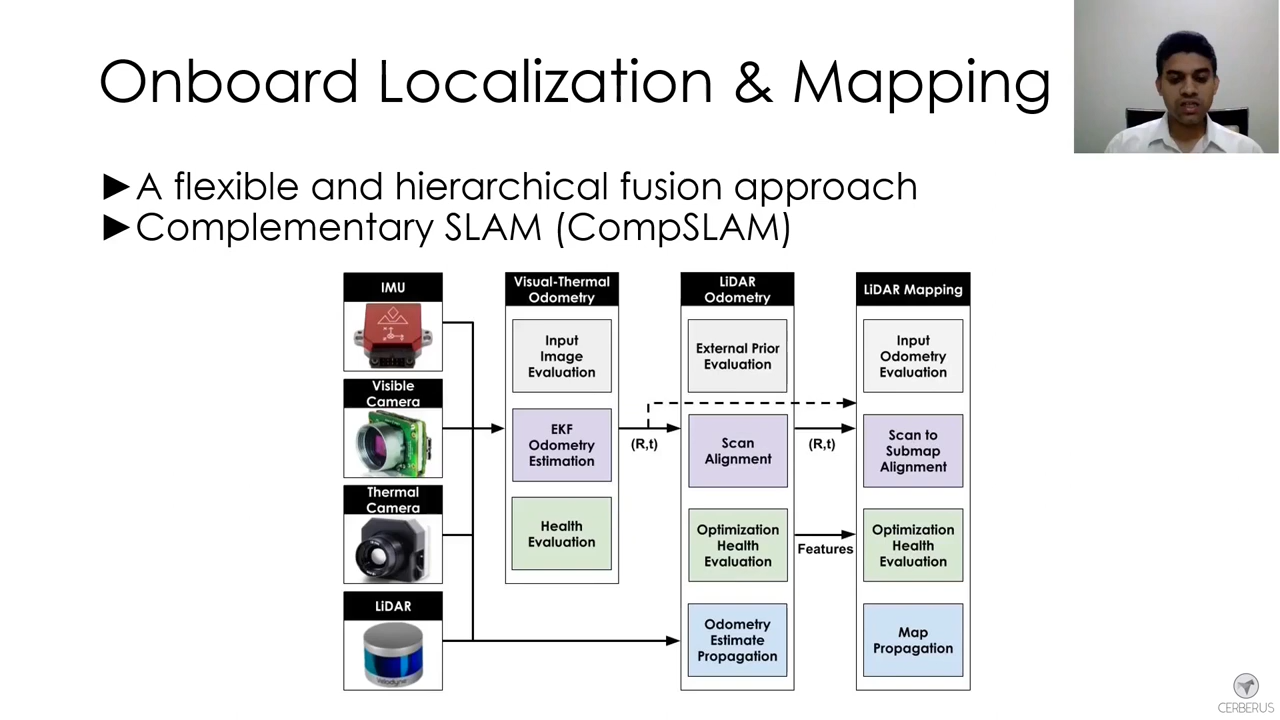 Onboard Localization & Mapping
►A flexible and hierarchical fusion approach
►Complementary SLAM (CompSLAM)
IMU
Visible
Camera
Thermal
Camera
LiDAR
velodyne
Visual-Thermal
Odometry
Input
Image
Evaluation
EKF
Odometry
Estimation
Health
Evaluation
(R,t)
LiDAR
Odometry
External Prior
Evaluation
Scan
Alignment
Optimization
Health
Evaluation
Odometry
Estimate
Propagation
(R,t)
Features
LiDAR Mapping
Input
Odometry
Evaluation
Scan to
Submap
Alignment
Optimization
Health
Evaluation
Map
Propagation
CERBERUS